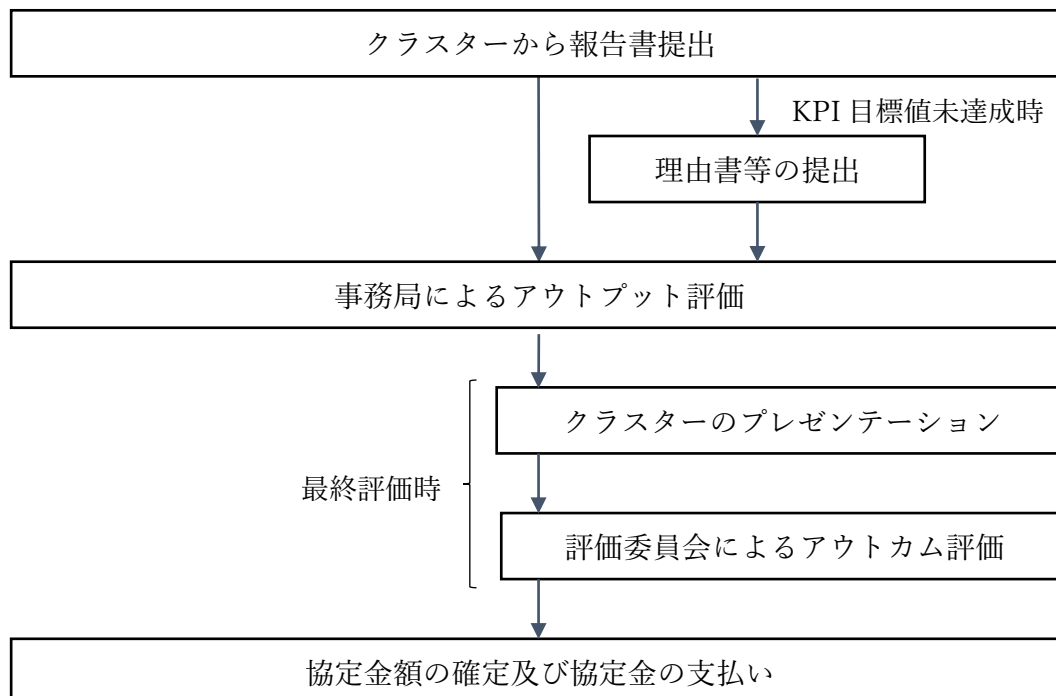 クラスターから報告書提出
KPI 目標値未達成時
理由書等の提出
事務局によるアウトプット評価
クラスターのプレゼンテーション
最終評価時
評価委員会によるアウトカム評価
協定金額の確定及び協定金の支払い